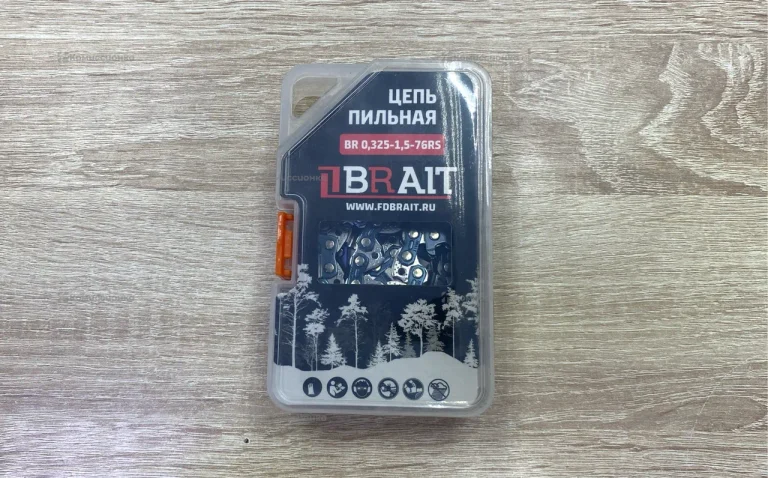 ЦЕПЬ
ПИЛЬНАЯ
BR 0,325-1,5-76RS
BRAIT
WWW.FDBRAIT.RU